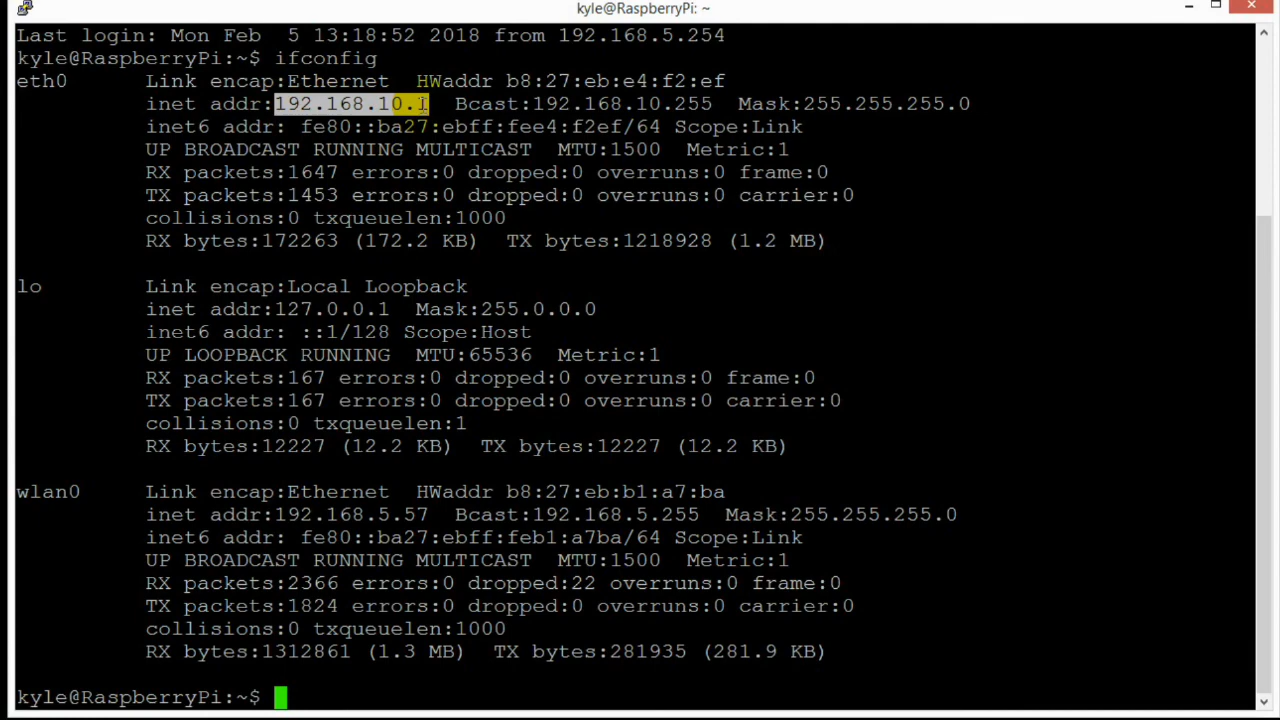 kyle@RaspberryPi: ~
Last login: Mon Feb  5 13:18:52 2018 from 192.168.5.254
kyle@RaspberryPi:~$ ifconfig
eth0      Link encap:Ethernet  HWaddr b8:27:eb:e4:f2:ef
          inet addr:192.168.10.1  Bcast:192.168.10.255  Mask:255.255.255.0
          inet6 addr: fe80::ba27:ebff:fee4:f2ef/64 Scope:Link
          UP BROADCAST RUNNING MULTICAST  MTU:1500  Metric:1
          RX packets:1647 errors:0 dropped:0 overruns:0 frame:0
          TX packets:1453 errors:0 dropped:0 overruns:0 carrier:0
          collisions:0 txqueuelen:1000
          RX bytes:172263 (172.2 KB)  TX bytes:1218928 (1.2 MB)

lo        Link encap:Local Loopback
          inet addr:127.0.0.1  Mask:255.0.0.0
          inet6 addr: ::1/128 Scope:Host
          UP LOOPBACK RUNNING  MTU:65536  Metric:1
          RX packets:167 errors:0 dropped:0 overruns:0 frame:0
          TX packets:167 errors:0 dropped:0 overruns:0 carrier:0
          collisions:0 txqueuelen:1
          RX bytes:12227 (12.2 KB)  TX bytes:12227 (12.2 KB)

wlan0     Link encap:Ethernet  HWaddr b8:27:eb:b1:a7:ba
          inet addr:192.168.5.57  Bcast:192.168.5.255  Mask:255.255.255.0
          inet6 addr: fe80::ba27:ebff:feb1:a7ba/64 Scope:Link
          UP BROADCAST RUNNING MULTICAST  MTU:1500  Metric:1
          RX packets:2366 errors:0 dropped:22 overruns:0 frame:0
          TX packets:1824 errors:0 dropped:0 overruns:0 carrier:0
          collisions:0 txqueuelen:1000
          RX bytes:1312861 (1.3 MB)  TX bytes:281935 (281.9 KB)

kyle@RaspberryPi:~$